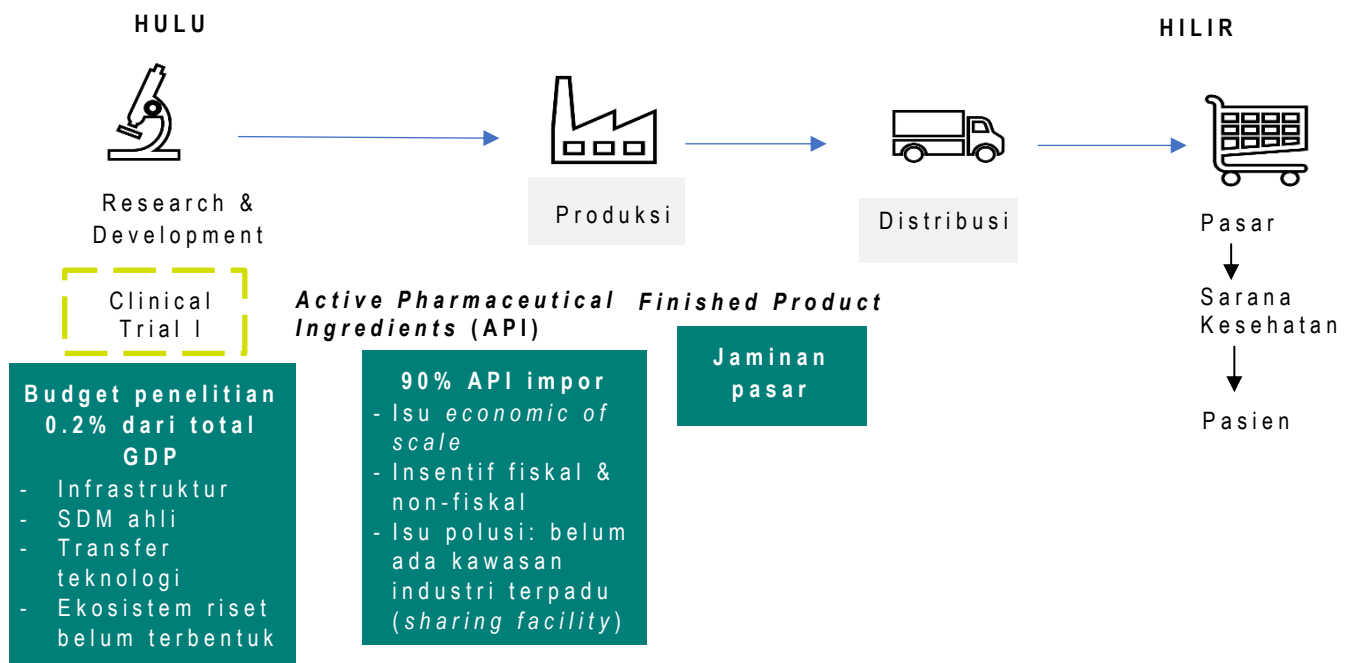 HULU
HILIR
Research &
Development
Produksi
Distribusi
Pasar
Sarana
Kesehatan
Pasien
Clinical
Trial I
Active Pharmaceutical
Ingredients (API)
Finished Product
Budget penelitian
0.2% dari total
GDP
- Infrastruktur
- SDM ahli
- Transfer
teknologi
- Ekosistem riset
belum terbentuk
90% API impor
- Isu economic of
scale
- Insentif fiskal &
non-fiskal
- Isu polusi: belum
ada kawasan
industri terpadu
(sharing facility)
Jaminan
pasar